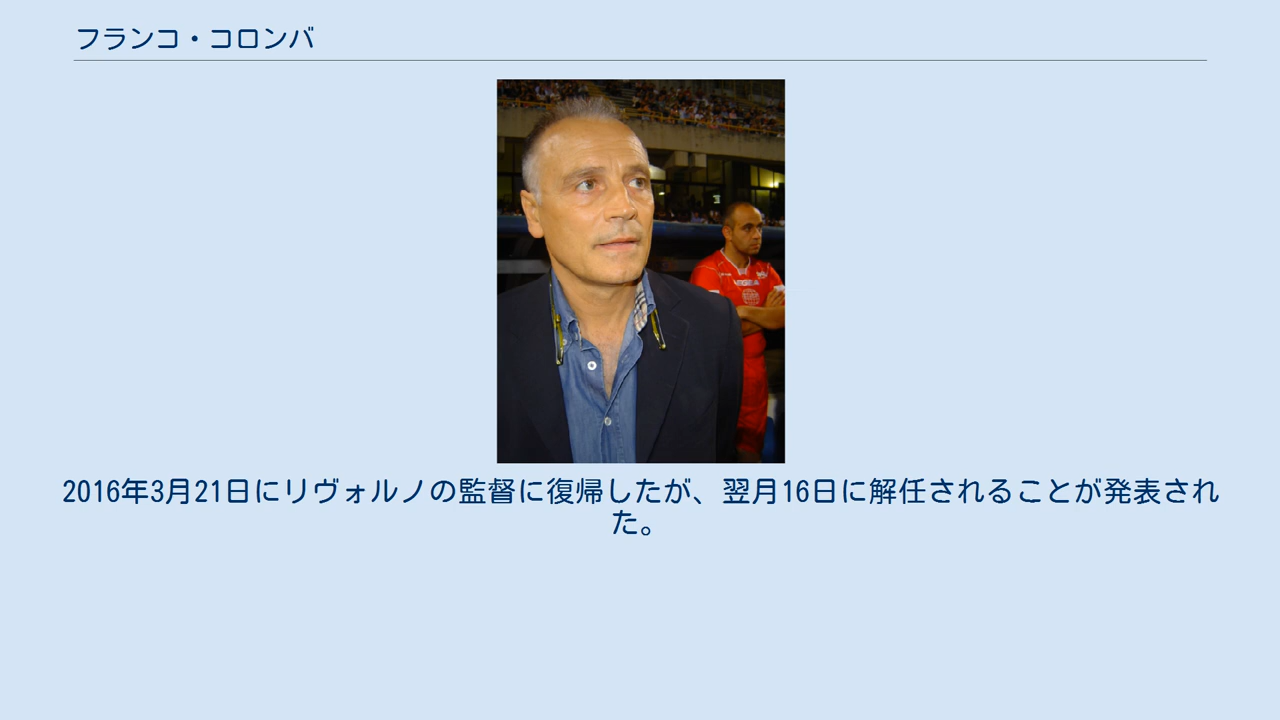 フランコ・コロンバ
2016年3月21日にリヴォルノの監督に復帰したが、翌月16日に解任されることが発表され
た。